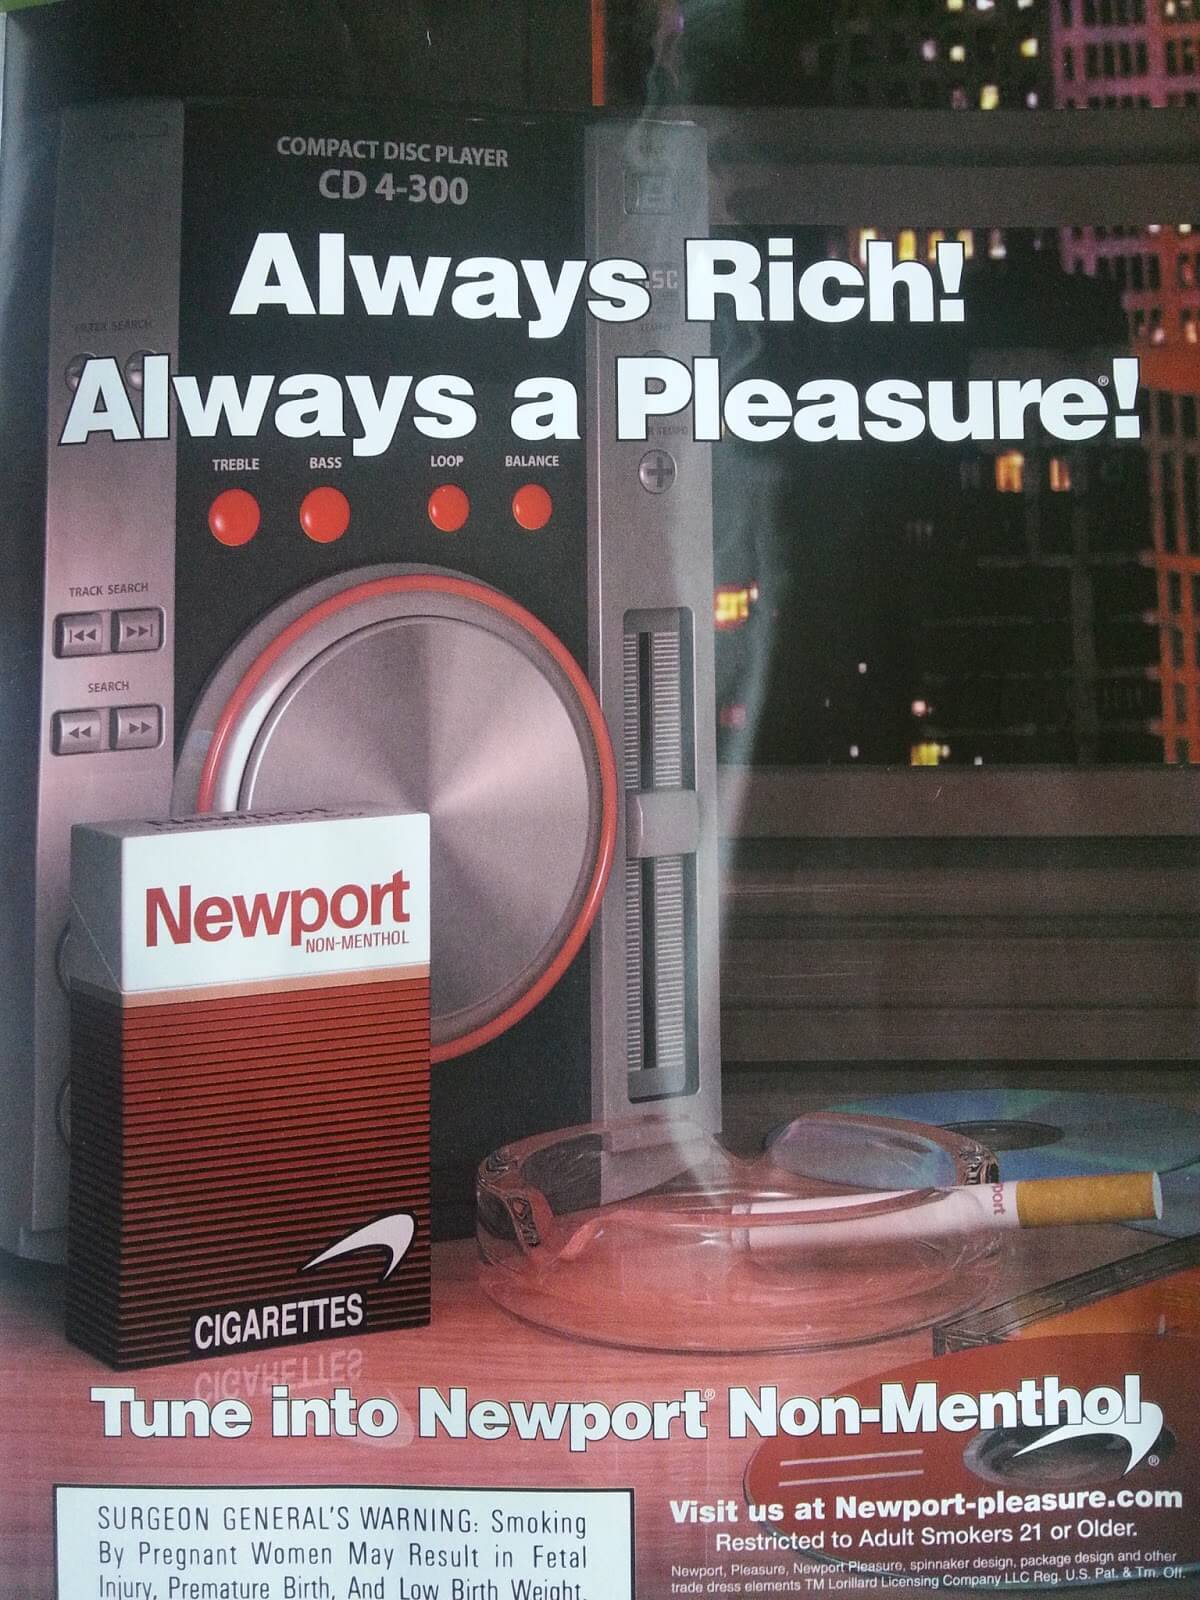 COMPACT DISC PLAYER
CD 4-300
Always Rich!
Always a Pleasure®!
TREBLE BASS LOOP BALANCE
TRACK SEARCH
SEARCH
Newport
Newport
NON-MENTHOL
CIGARETTES
port
Tune into Newport® Non-Menthol
®
SURGEON GENERAL'S WARNING: Smoking
By Pregnant Women May Result in Fetal
Injury, Premature Birth, And Low Birth Weight.
Visit us at Newport-pleasure.com
Restricted to Adult Smokers 21 or Older.
Newport, Pleasure, Newport Pleasure, spinnaker design, package design and other
trade dress elements TM Lorillard Licensing Company LLC Reg. U.S. Pat. & Tm. Off.